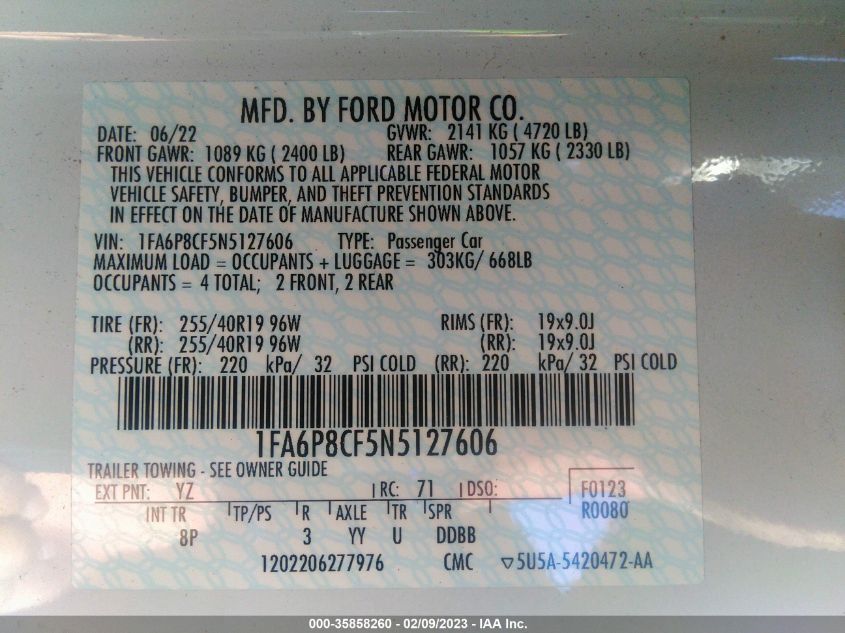 MFD. BY FORD MOTOR CO.
DATE: 06/22 GVWR: 2141 KG ( 4720 LB)
FRONT GAWR: 1089 KG ( 2400 LB) REAR GAWR: 1057 KG ( 2330 LB)
THIS VEHICLE CONFORMS TO ALL APPLICABLE FEDERAL MOTOR
VEHICLE SAFETY, BUMPER, AND THEFT PREVENTION STANDARDS
IN EFFECT ON THE DATE OF MANUFACTURE SHOWN ABOVE.
VIN: 1FA6P8CF5N5127606 TYPE: Passenger Car
MAXIMUM LOAD = OCCUPANTS + LUGGAGE = 303KG/ 668LB
OCCUPANTS = 4 TOTAL; 2 FRONT, 2 REAR
TIRE (FR): 255/40R19 96W RIMS (FR): 19x9.0J
(RR): 255/40R19 96W (RR): 19x9.0J
PRESSURE (FR): 220 kPa/ 32 PSI COLD (RR): 220 kPa/ 32 PSI COLD
1FA6P8CF5N5127606
TRAILER TOWING - SEE OWNER GUIDE
EXT PNT: YZ RC: 71 DSO: F0123
INT TR TP/PS R AXLE TR SPR R0080
8P 3 YY U DDBB
1202206277976 CMC ▽5U5A-5420472-AA
000-35858260 - 02/09/2023 - IAA Inc.